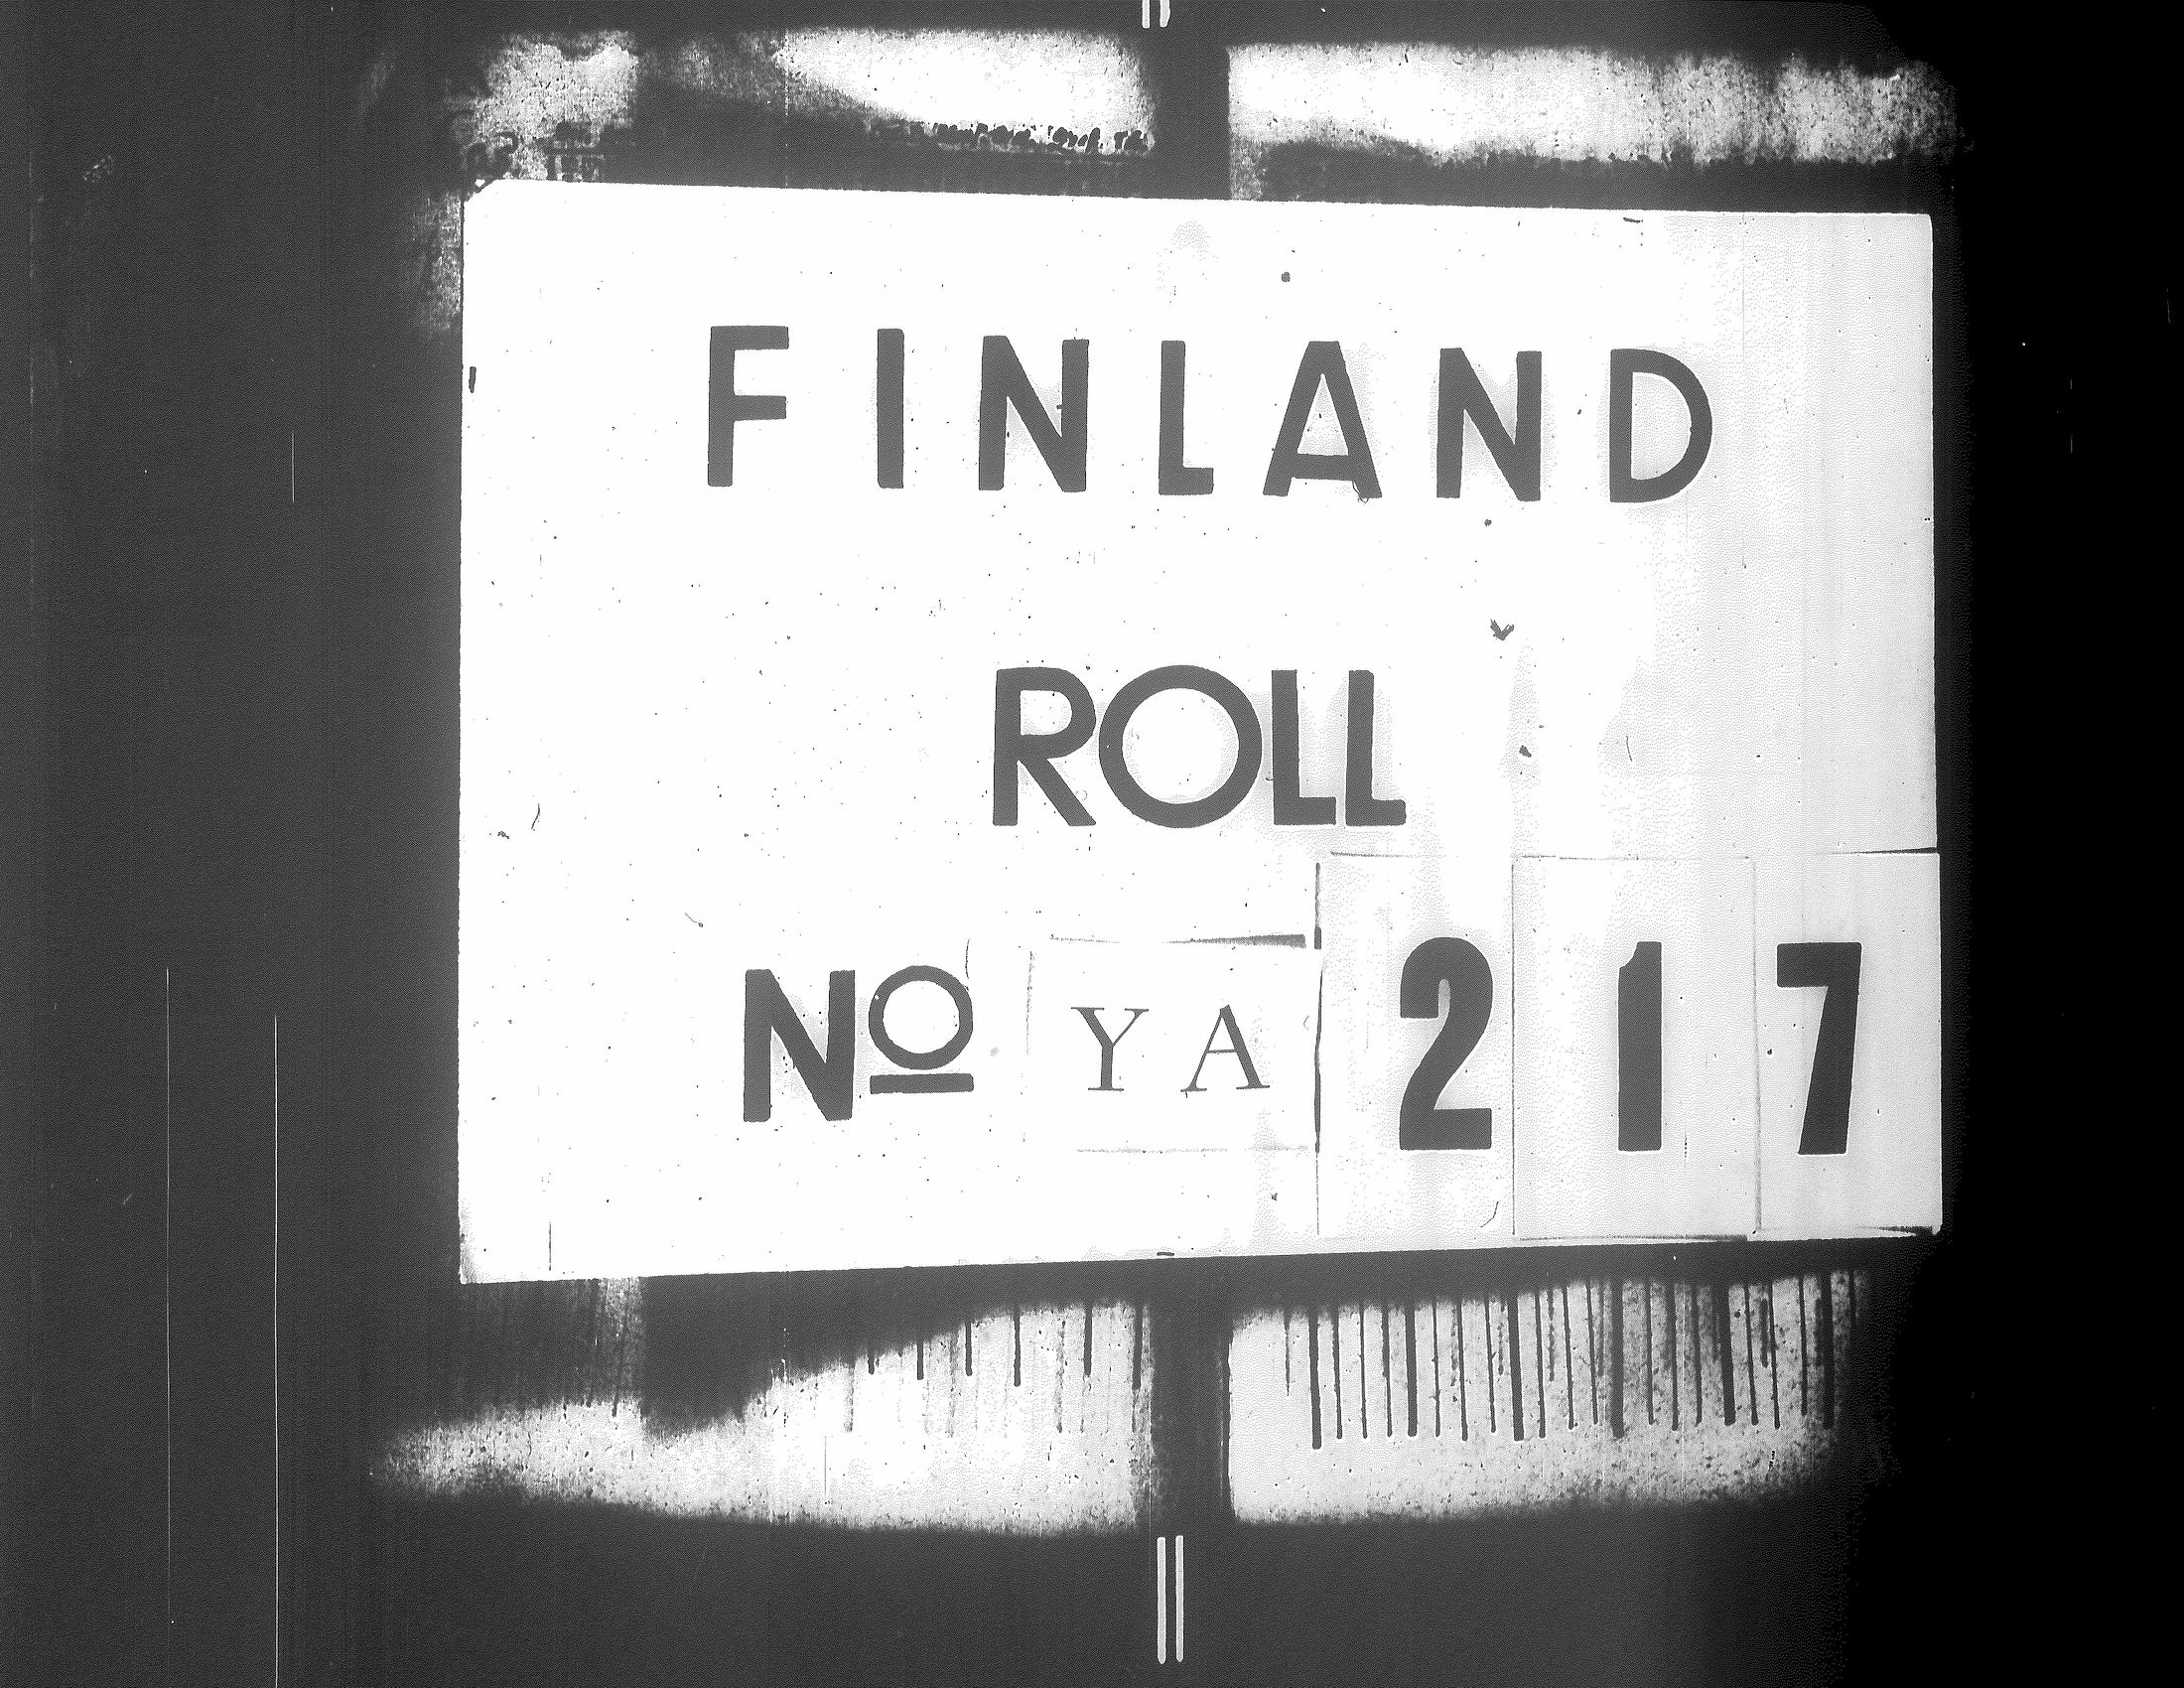 FINLAND
ROLL
Nº YA 217